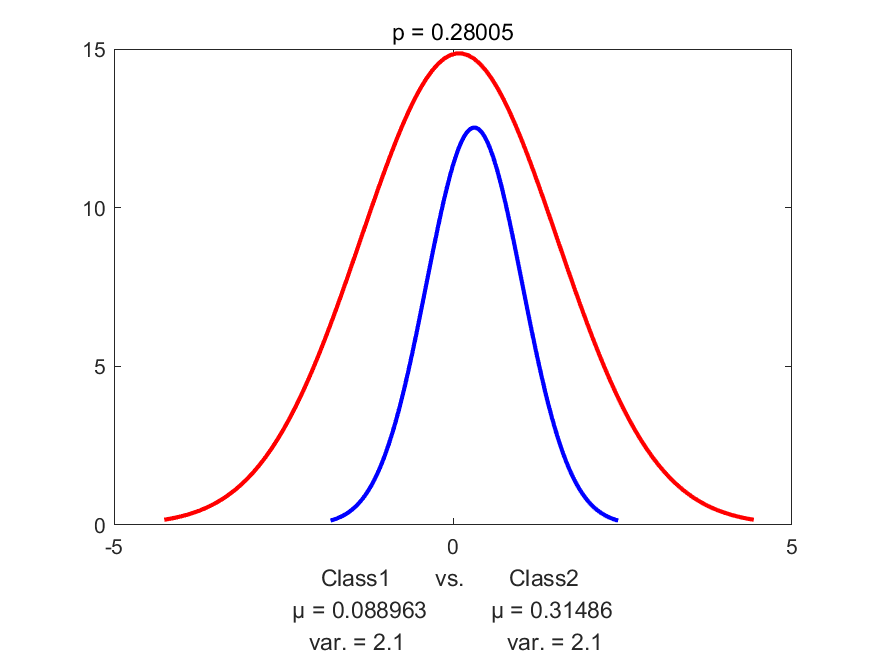 p = 0.28005
15
10
5
0
-5 0 5
Class1 vs. Class2
μ = 0.088963 μ = 0.31486
var. = 2.1 var. = 2.1